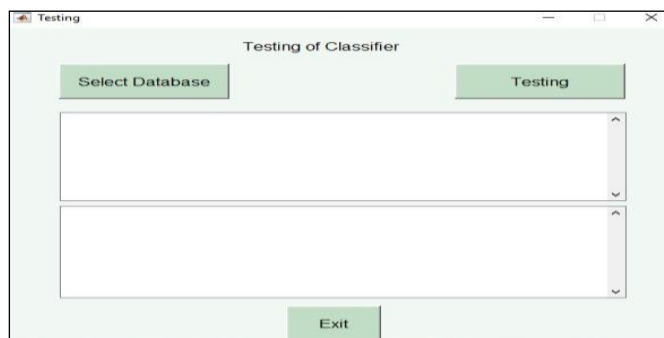 Testing
Testing of Classifier
Select Database
Testing
Exit